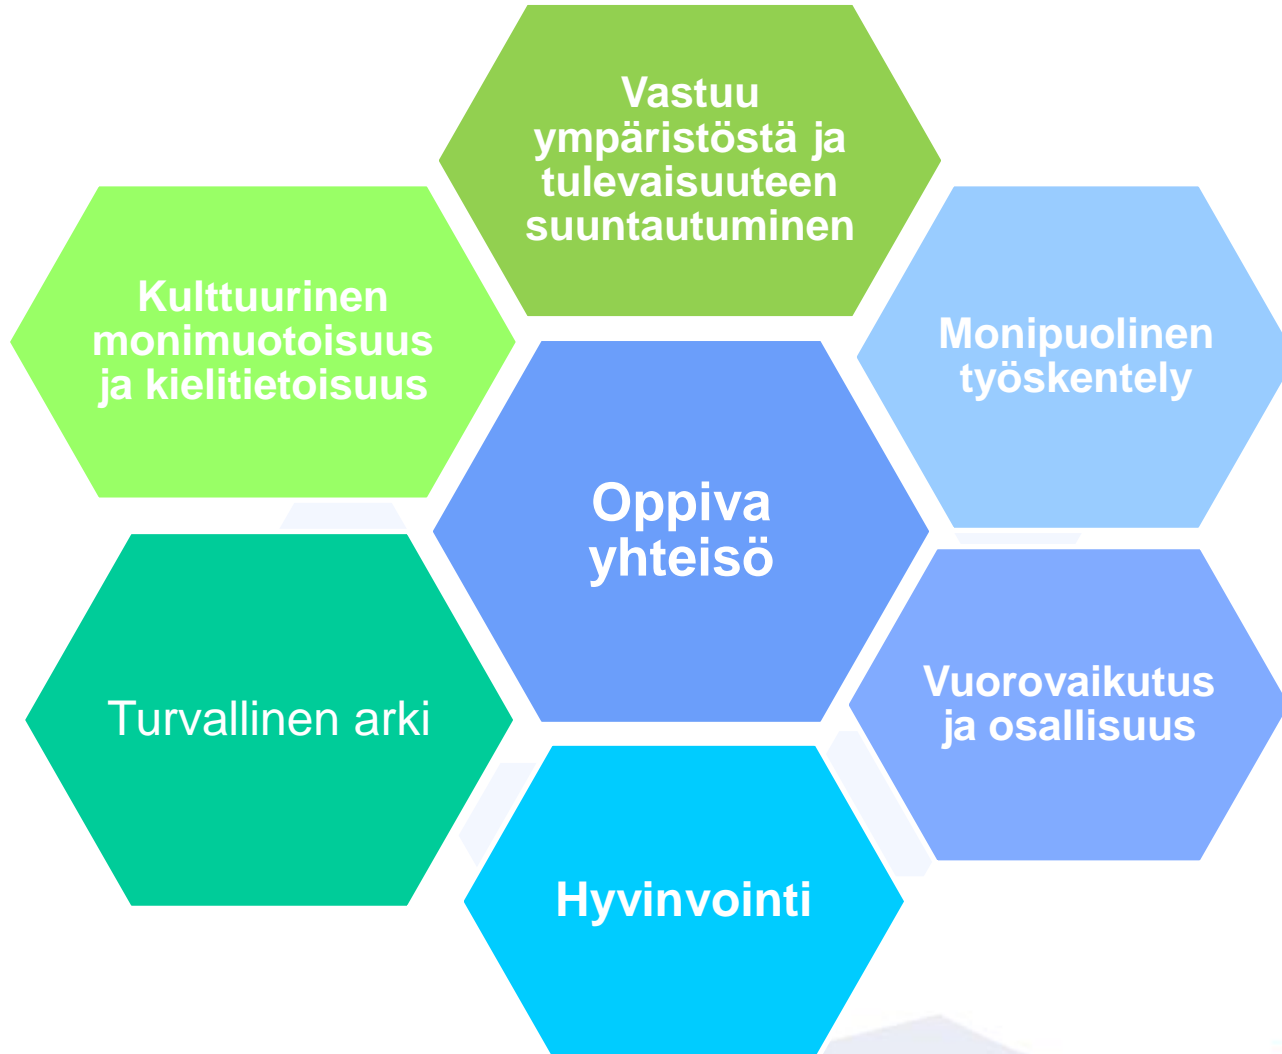 Vastuu
ympäristöstä ja
tulevaisuuteen
suuntautuminen
Kulttuurinen
monimuotoisuus
ja kielitietoisuus
Monipuolinen
työskentely
Oppiva
yhteisö
Turvallinen arki
Vuorovaikutus
ja osallisuus
Hyvinvointi